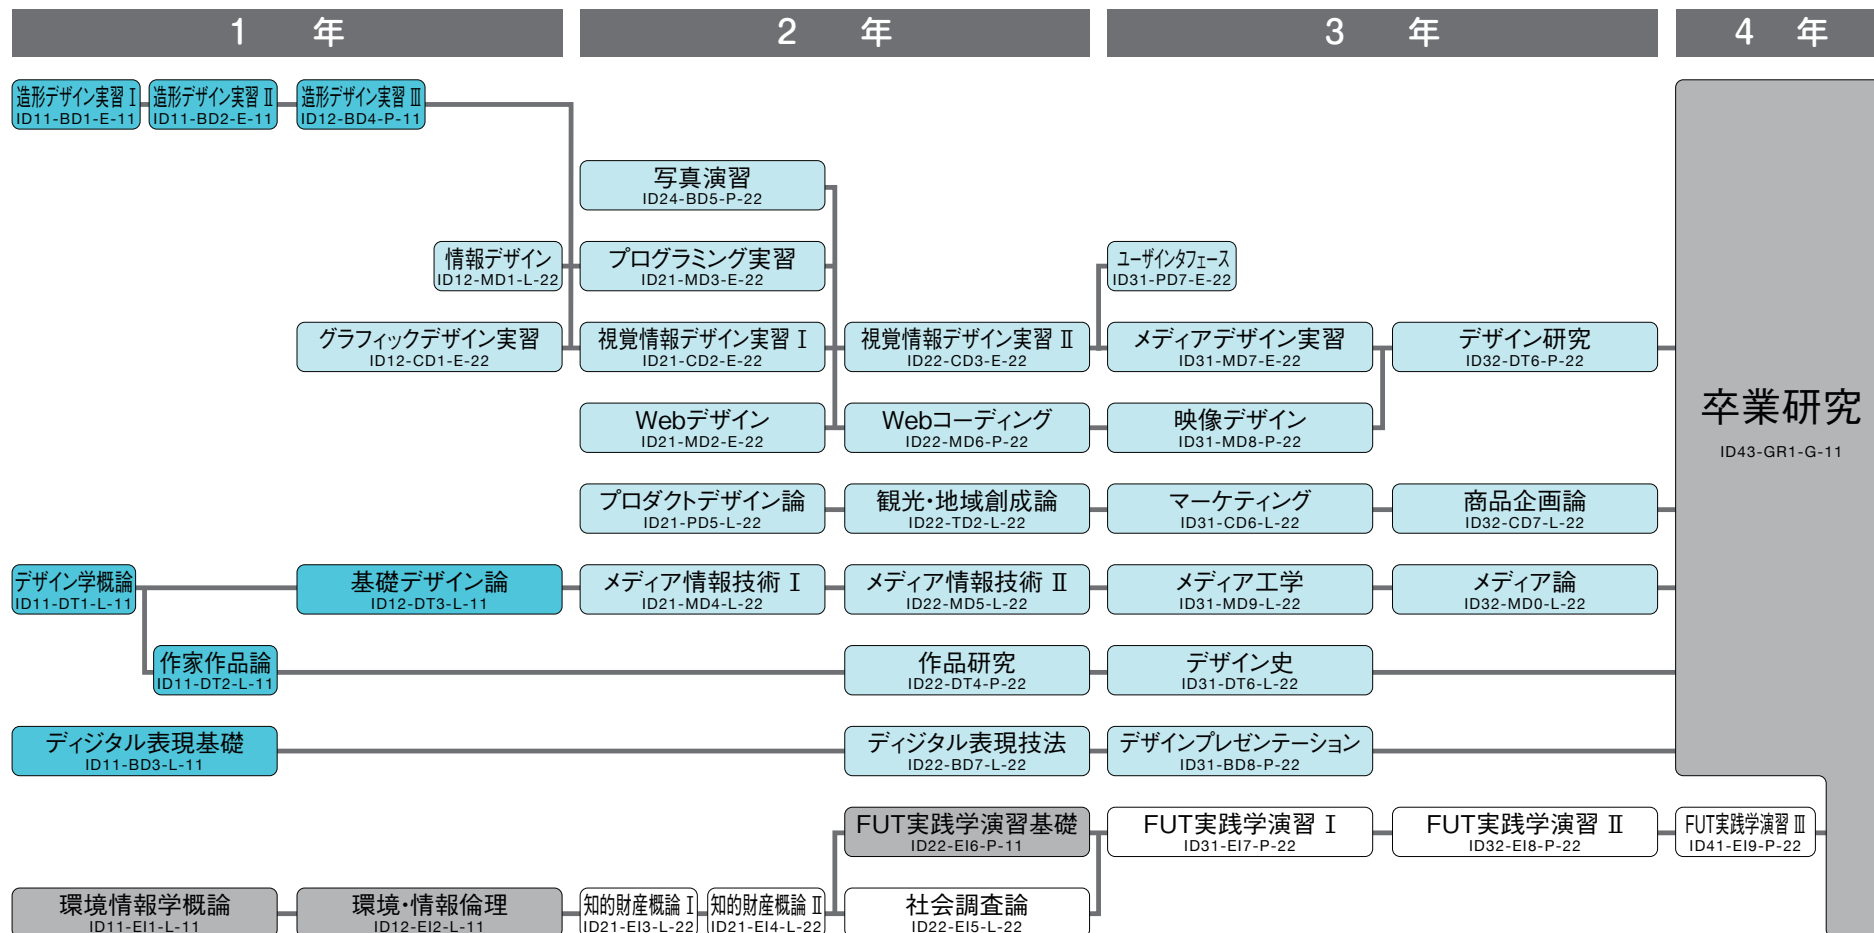 1 年
2 年
3 年
4 年
造形デザイン実習 Ⅰ
ID11-BD1-E-11
造形デザイン実習 Ⅱ
ID11-BD2-E-11
造形デザイン実習 Ⅲ
ID12-BD4-P-11
写真演習
ID24-BD5-P-22
情報デザイン
ID12-MD1-L-22
プログラミング実習
ID21-MD3-E-22
ユーザインタフェース
ID31-PD7-E-22
グラフィックデザイン実習
ID12-CD1-E-22
視覚情報デザイン実習 Ⅰ
ID21-CD2-E-22
視覚情報デザイン実習 Ⅱ
ID22-CD3-E-22
メディアデザイン実習
ID31-MD7-E-22
デザイン研究
ID32-DT6-P-22
Webデザイン
ID21-MD2-E-22
Webコーディング
ID22-MD6-P-22
映像デザイン
ID31-MD8-P-22
卒業研究
ID43-GR1-G-11
プロダクトデザイン論
ID21-PD5-L-22
観光・地域創成論
ID22-TD2-L-22
マーケティング
ID31-CD6-L-22
商品企画論
ID32-CD7-L-22
デザイン学概論
ID11-DT1-L-11
基礎デザイン論
ID12-DT3-L-11
メディア情報技術 Ⅰ
ID21-MD4-L-22
メディア情報技術 Ⅱ
ID22-MD5-L-22
メディア工学
ID31-MD9-L-22
メディア論
ID32-MD0-L-22
作家作品論
ID11-DT2-L-11
作品研究
ID22-DT4-P-22
デザイン史
ID31-DT6-L-22
ディジタル表現基礎
ID11-BD3-L-11
ディジタル表現技法
ID22-BD7-L-22
デザインプレゼンテーション
ID31-BD8-P-22
FUT実践学演習基礎
ID22-EI6-P-11
FUT実践学演習 Ⅰ
ID31-EI7-P-22
FUT実践学演習 Ⅱ
ID32-EI8-P-22
FUT実践学演習 Ⅲ
ID41-EI9-P-22
環境情報学概論
ID11-EI1-L-11
環境・情報倫理
ID12-EI2-L-11
知的財産概論 Ⅰ
ID21-EI3-L-22
知的財産概論 Ⅱ
ID21-EI4-L-22
社会調査論
ID22-EI5-L-22